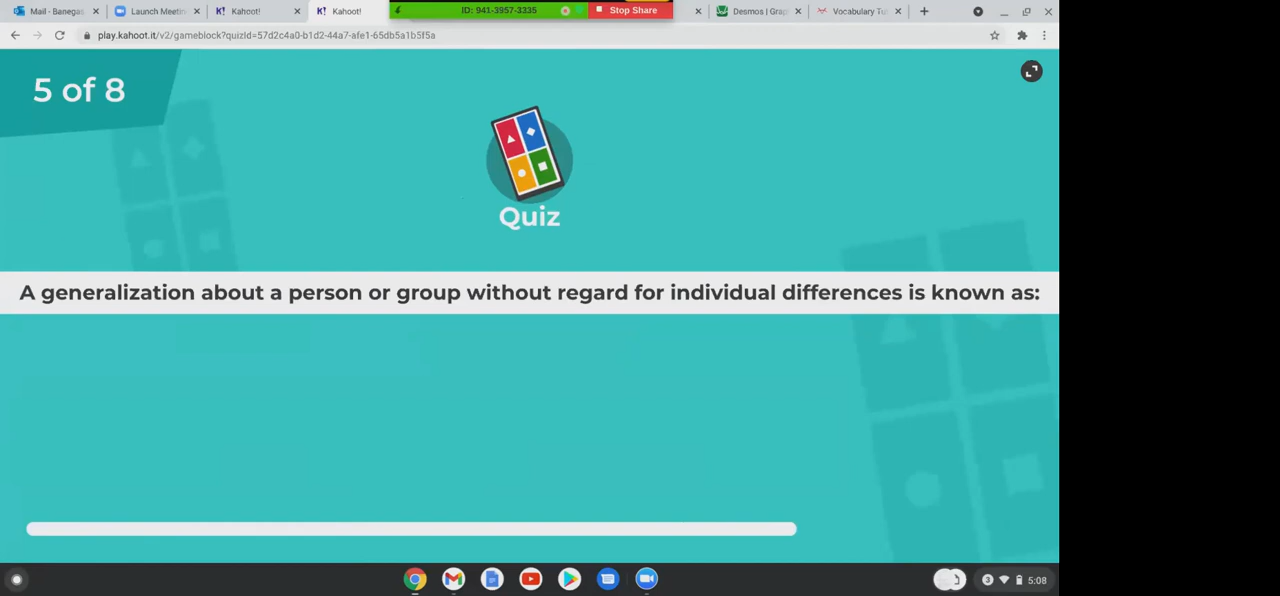 Mail - Banegas
Launch Meetin
Kahoot!
Kahoot!
ID: 941-3957-3335
Stop Share
Desmos | Grap
Vocabulary Tu
play.kahoot.it/v2/gameblock?quizId=57d2c4a0-b1d2-44a7-afe1-65db5a1b5f5a
5 of 8
Quiz
A generalization about a person or group without regard for individual differences is known as:
3
5:08